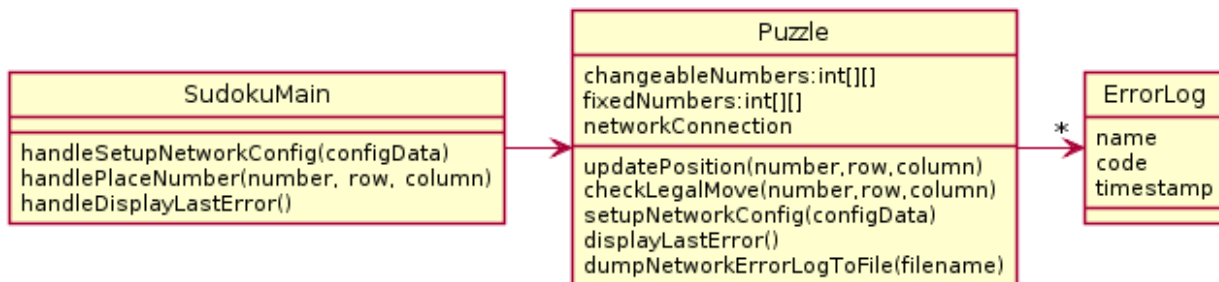 SudokuMain
handleSetupNetworkConfig(configData)
handlePlaceNumber(number, row, column)
handleDisplayLastError()
Puzzle
changeableNumbers:int[][]
fixedNumbers:int[][]
networkConnection
updatePosition(number,row,column)
checkLegalMove(number,row,column)
setupNetworkConfig(configData)
displayLastError()
dumpNetworkErrorLogToFile(filename)
*
ErrorLog
name
code
timestamp